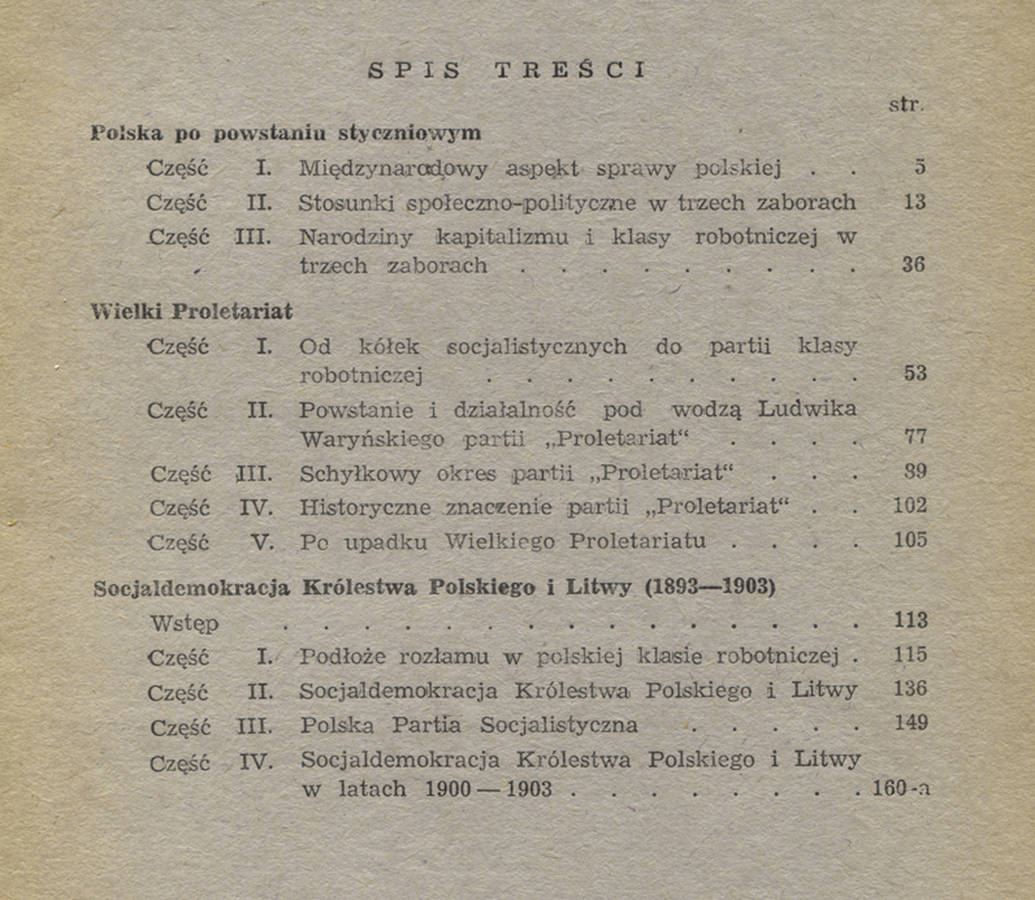 SPIS TREŚCI
str.
Polska po powstaniu styczniowym
Część I. Międzynarodowy aspekt sprawy polskiej . . 5
Część II. Stosunki społeczno-polityczne w trzech zaborach 13
Część III. Narodziny kapitalizmu i klasy robotniczej w
trzech zaborach . . . . . . . . . 36
Wielki Proletariat
Część I. Od kółek socjalistycznych do partii klasy
robotniczej . . . . . . . . . . 53
Część II. Powstanie i działalność pod wodzą Ludwika
Waryńskiego partii „Proletariat“ . . . . 77
Część III. Schyłkowy okres partii „Proletariat“ . . . 89
Część IV. Historyczne znaczenie partii „Proletariat“ . . 102
Część V. Po upadku Wielkiego Proletariatu . . . . 105
Socjaldemokracja Królestwa Polskiego i Litwy (1893—1903)
Wstęp . . . . . . . . . . . . . . . 113
Część I. Podłoże rozłamu w polskiej klasie robotniczej . 115
Część II. Socjaldemokracja Królestwa Polskiego i Litwy 136
Część III. Polska Partia Socjalistyczna . . . . . 149
Część IV. Socjaldemokracja Królestwa Polskiego i Litwy
w latach 1900 — 1903 . . . . . . . . 160-a